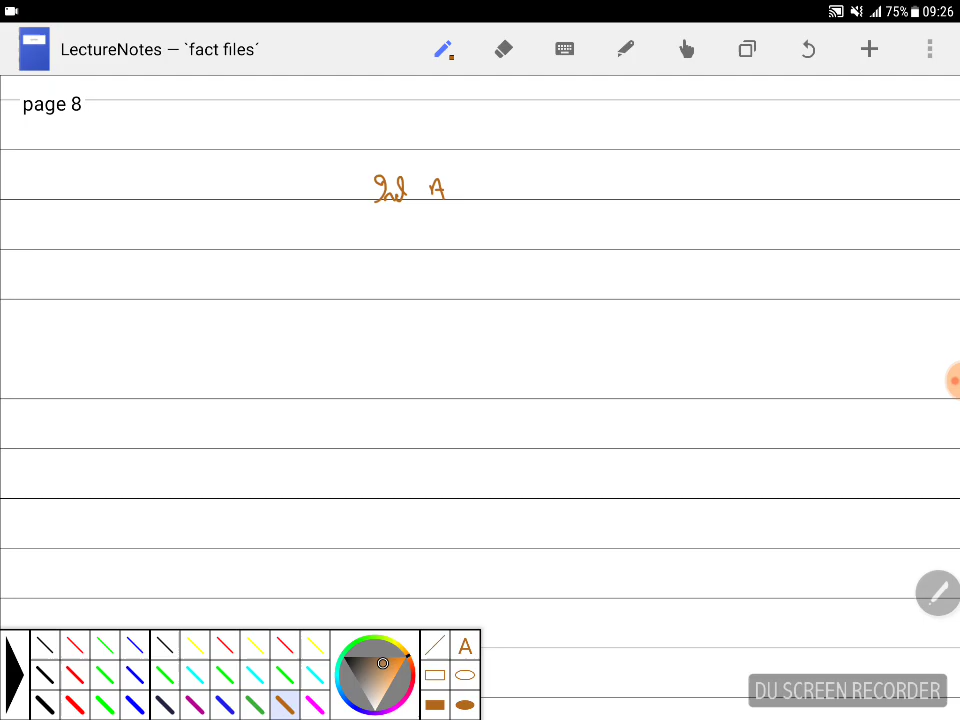 75% 09:26
LectureNotes — `fact files´
page 8
A
A
DU SCREEN RECORDER